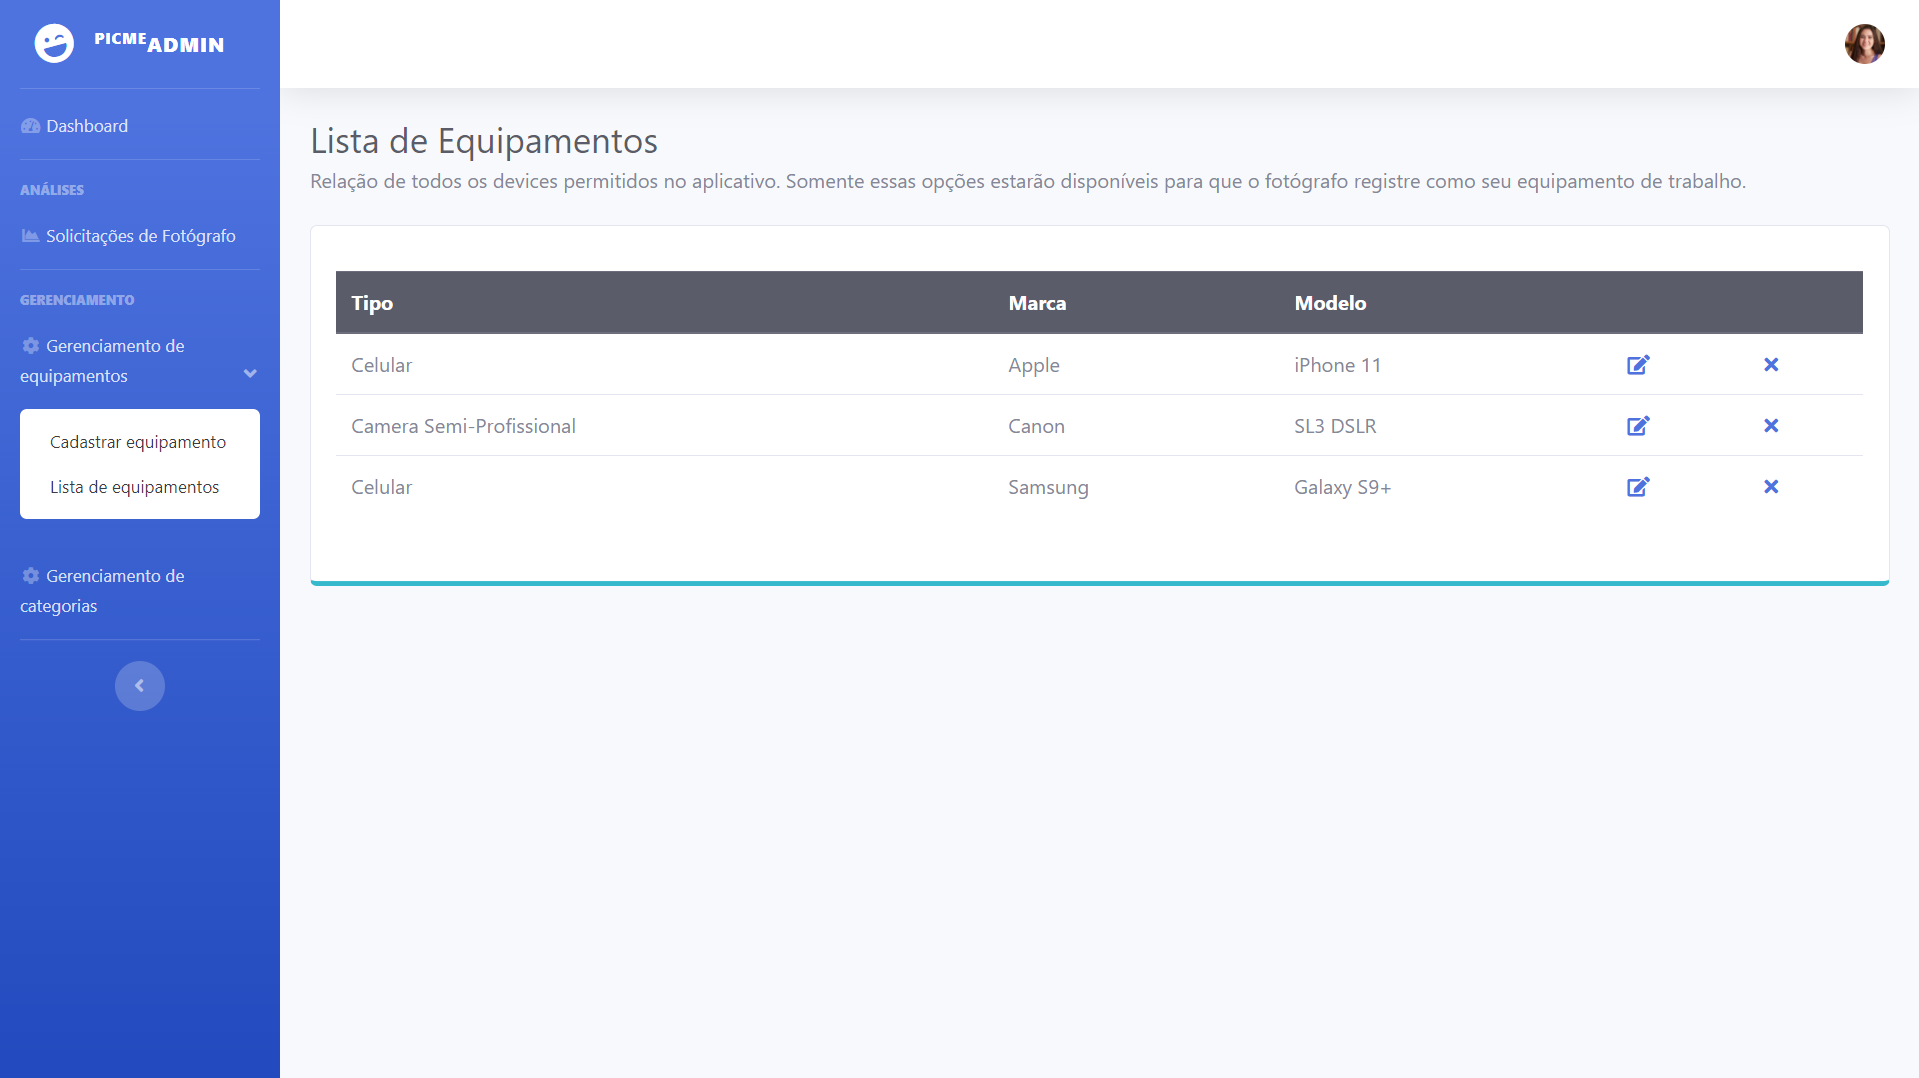 PICME ADMIN
Dashboard
ANÁLISES
Solicitações de Fotógrafo
GERENCIAMENTO
Gerenciamento de
equipamentos
Cadastrar equipamento
Lista de equipamentos
Gerenciamento de
categorias
Lista de Equipamentos
Relação de todos os devices permitidos no aplicativo. Somente essas opções estarão disponíveis para que o fotógrafo registre como seu equipamento de trabalho.
Tipo Marca Modelo
Celular Apple iPhone 11
Camera Semi-Profissional Canon SL3 DSLR
Celular Samsung Galaxy S9+